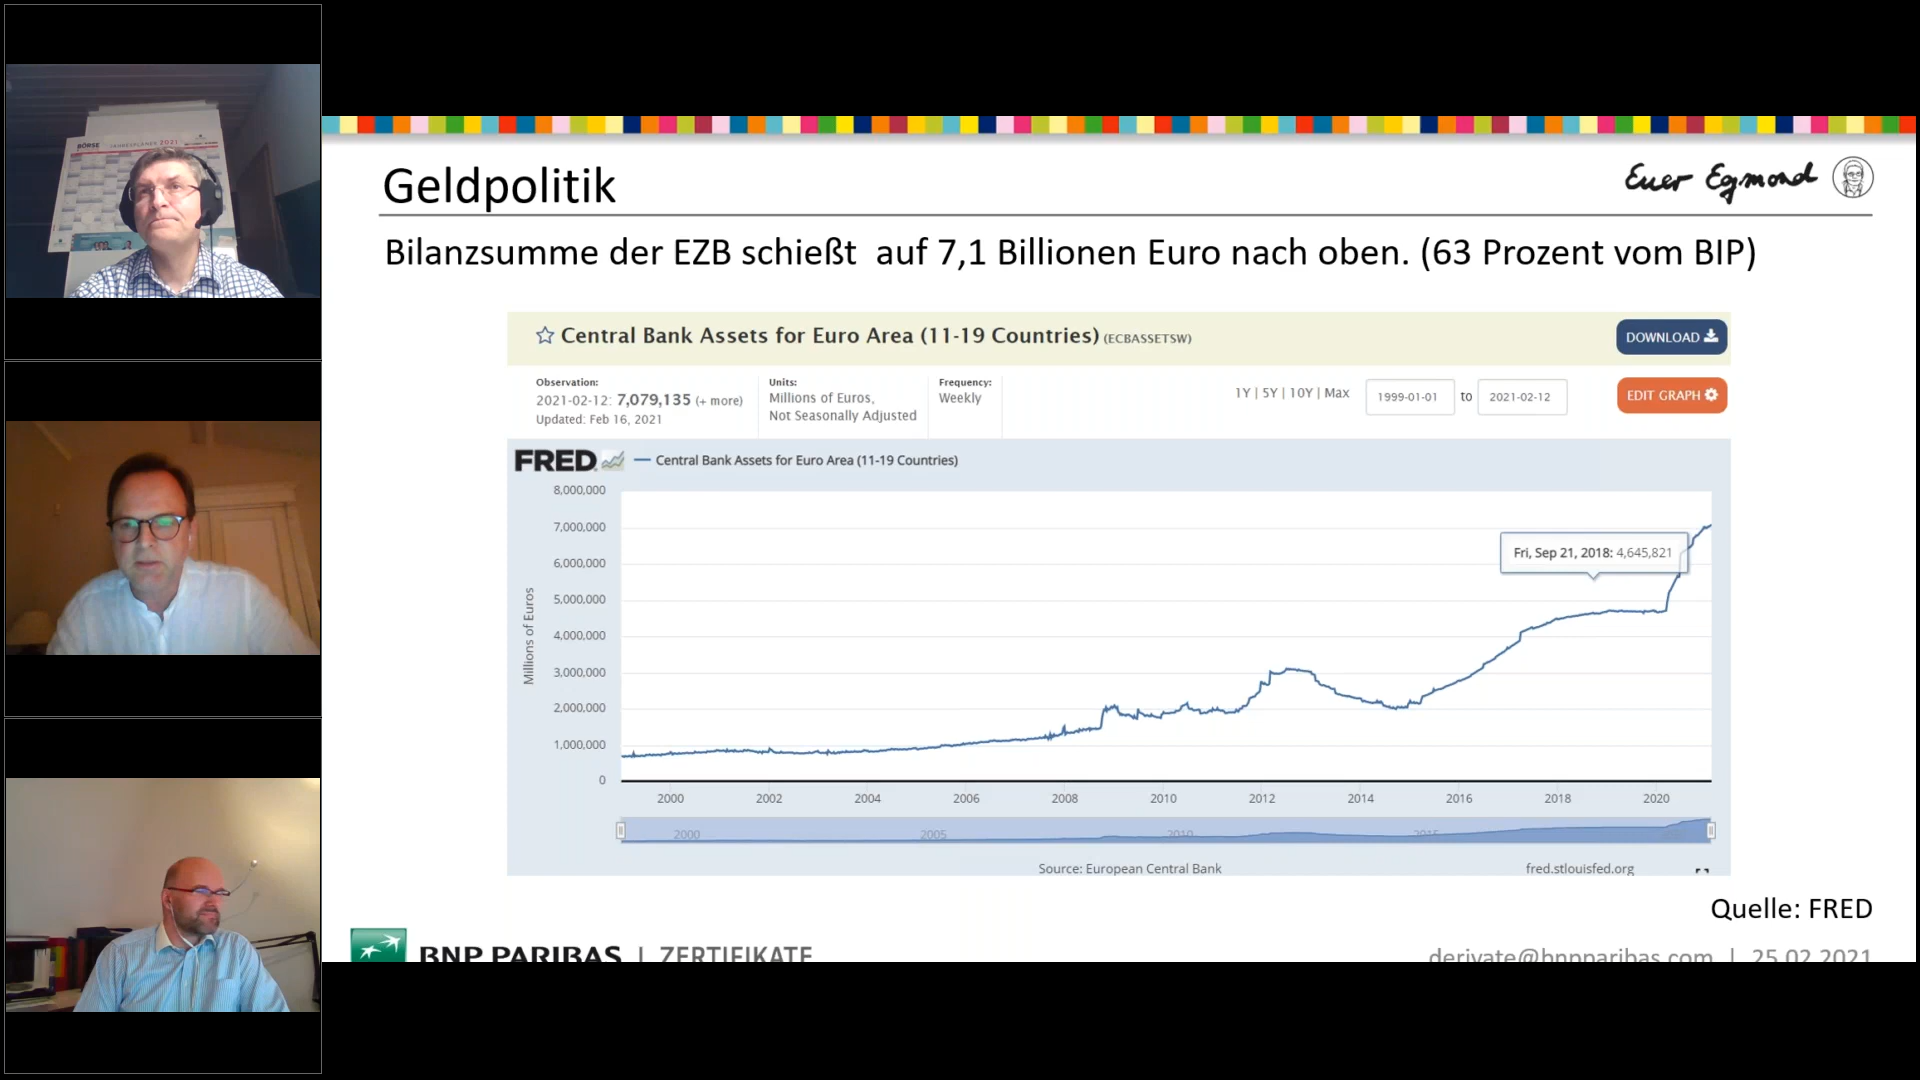 BÖRSE
JAHRESPLANER 2021
Geldpolitik
Euer Egmond
Bilanzsumme der EZB schießt auf 7,1 Billionen Euro nach oben. (63 Prozent vom BIP)
Central Bank Assets for Euro Area (11-19 Countries) (ECBASSETSW)
DOWNLOAD
Observation:
2021-02-12: 7,079,135 (+ more)
Updated: Feb 16, 2021
Units:
Millions of Euros,
Not Seasonally Adjusted
Frequency:
Weekly
1Y | 5Y | 10Y | Max
1999-01-01 to 2021-02-12
EDIT GRAPH
FRED
Central Bank Assets for Euro Area (11-19 Countries)
8,000,000
7,000,000
6,000,000
5,000,000
4,000,000
3,000,000
2,000,000
1,000,000
0
Millions of Euros
Fri, Sep 21, 2018: 4,645,821
2000 2002 2004 2006 2008 2010 2012 2014 2016 2018 2020
2000 2005 2010 2015
Source: European Central Bank
fred.stlouisfed.org
Quelle: FRED
BNP PARIBAS | ZERTIFIKATE
derivate@bnpparibas.com | 25.02.2021